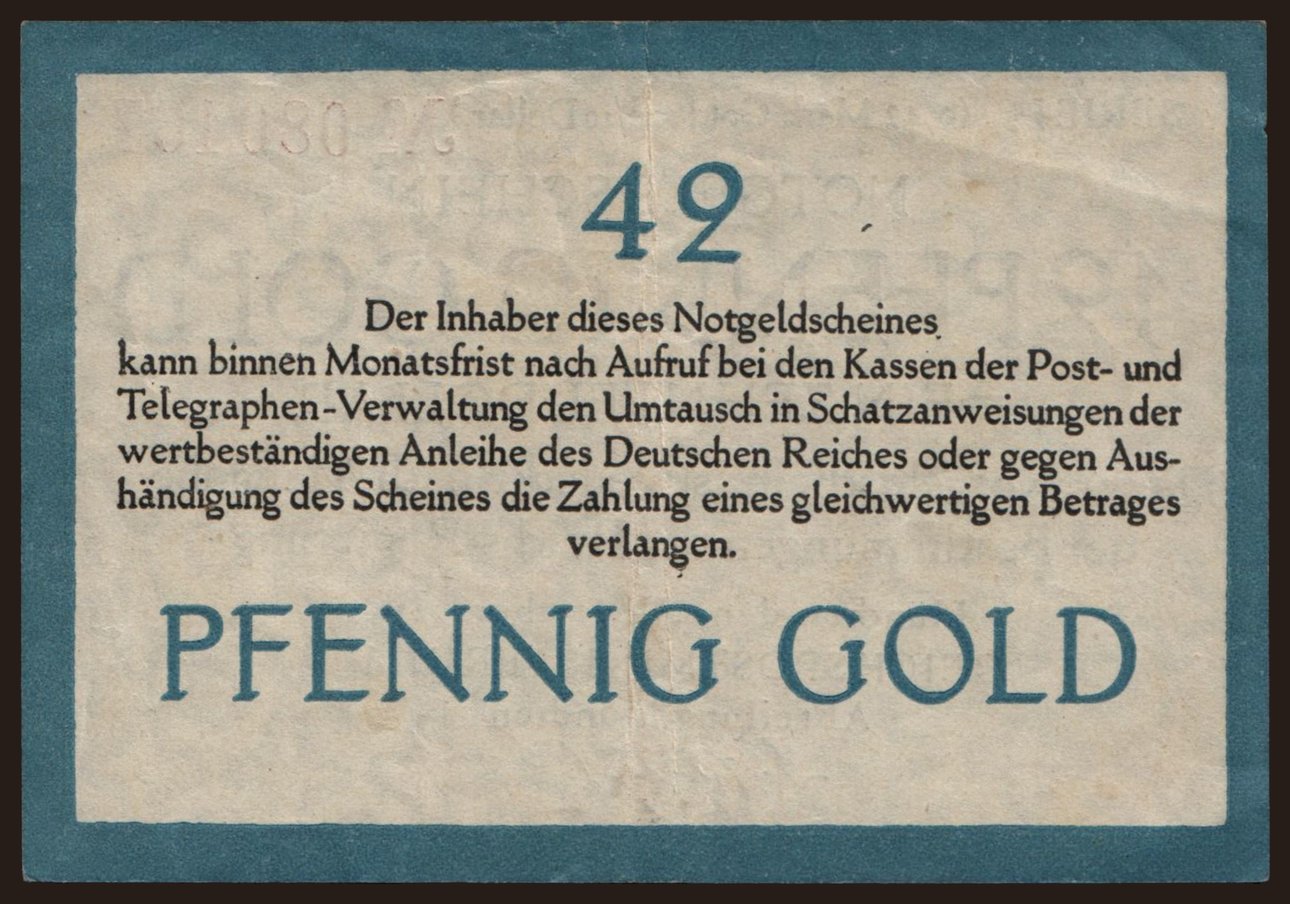 42
Der Inhaber dieses Notgeldscheines
kann binnen Monatsfrist nach Aufruf bei den Kassen der Post- und
Telegraphen-Verwaltung den Umtausch in Schatzanweisungen der
wertbeständigen Anleihe des Deutschen Reiches oder gegen Aus-
händigung des Scheines die Zahlung eines gleichwertigen Betrages
verlangen.
PFENNIG GOLD